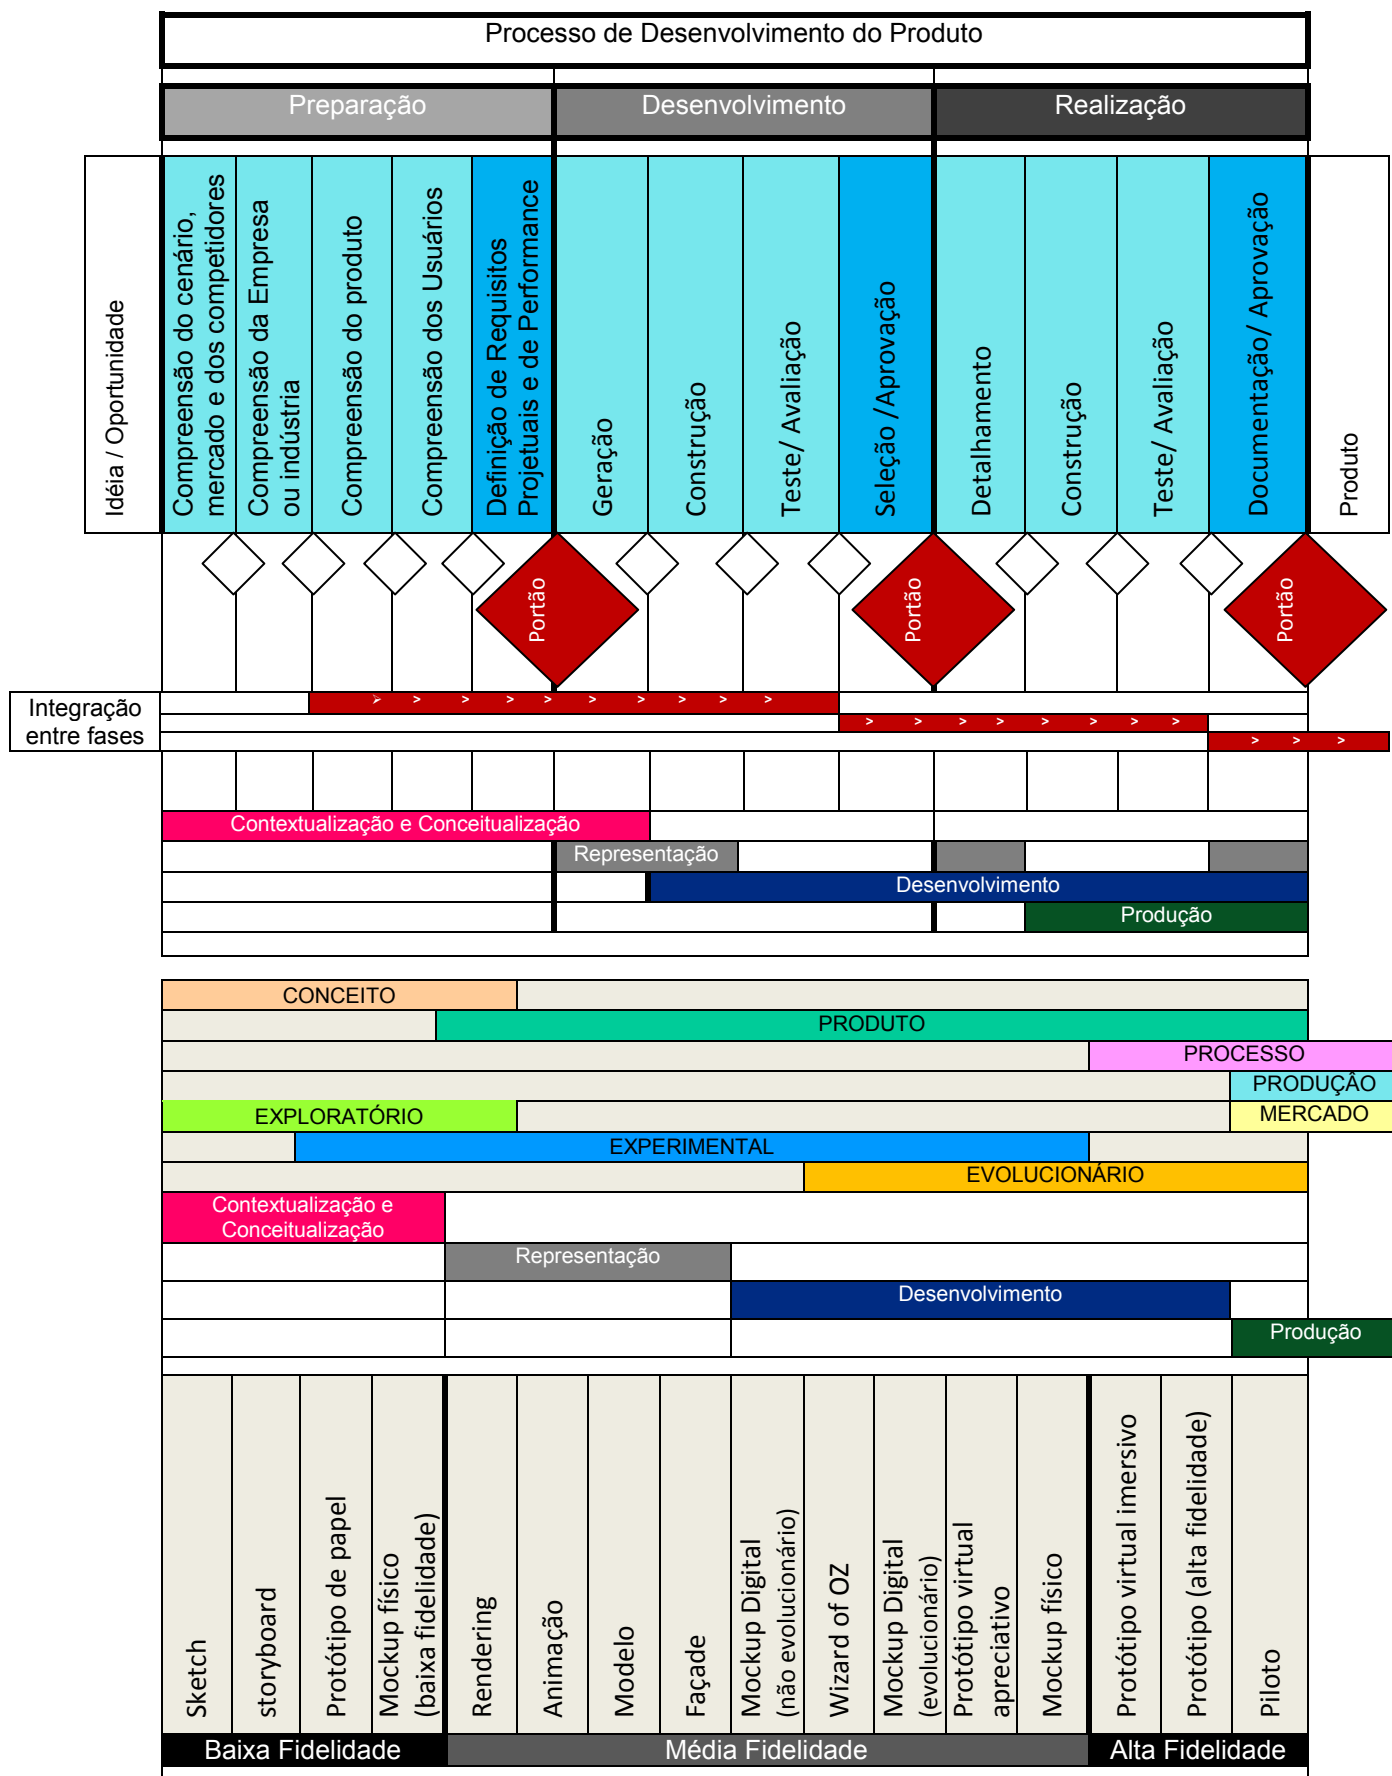 Processo de Desenvolvimento do Produto
Preparação
Desenvolvimento
Realização
Idéia / Oportunidade
Compreensão do cenário,
mercado e dos competidores
Compreensão da Empresa
ou indústria
Compreensão do produto
Compreensão dos Usuários
Definição de Requisitos
Projetuais e de Performance
Geração
Construção
Teste/ Avaliação
Seleção /Aprovação
Detalhamento
Construção
Teste/ Avaliação
Documentação/ Aprovação
Produto
Portão
Portão
Portão
Integração
entre fases
> > > > > > > > > >
> > > > > > > >
> > >
Contextualização e Conceitualização
Representação
Desenvolvimento
Produção
CONCEITO
PRODUTO
PROCESSO
PRODUÇÂO
EXPLORATÓRIO
MERCADO
EXPERIMENTAL
EVOLUCIONÁRIO
Contextualização e
Conceitualização
Representação
Desenvolvimento
Produção
Sketch
storyboard
Protótipo de papel
Mockup físico
(baixa fidelidade)
Rendering
Animação
Modelo
Façade
Mockup Digital
(não evolucionário)
Wizard of OZ
Mockup Digital
(evolucionário)
Protótipo virtual
apreciativo
Mockup físico
Protótipo virtual imersivo
Protótipo (alta fidelidade)
Piloto
Baixa Fidelidade
Média Fidelidade
Alta Fidelidade